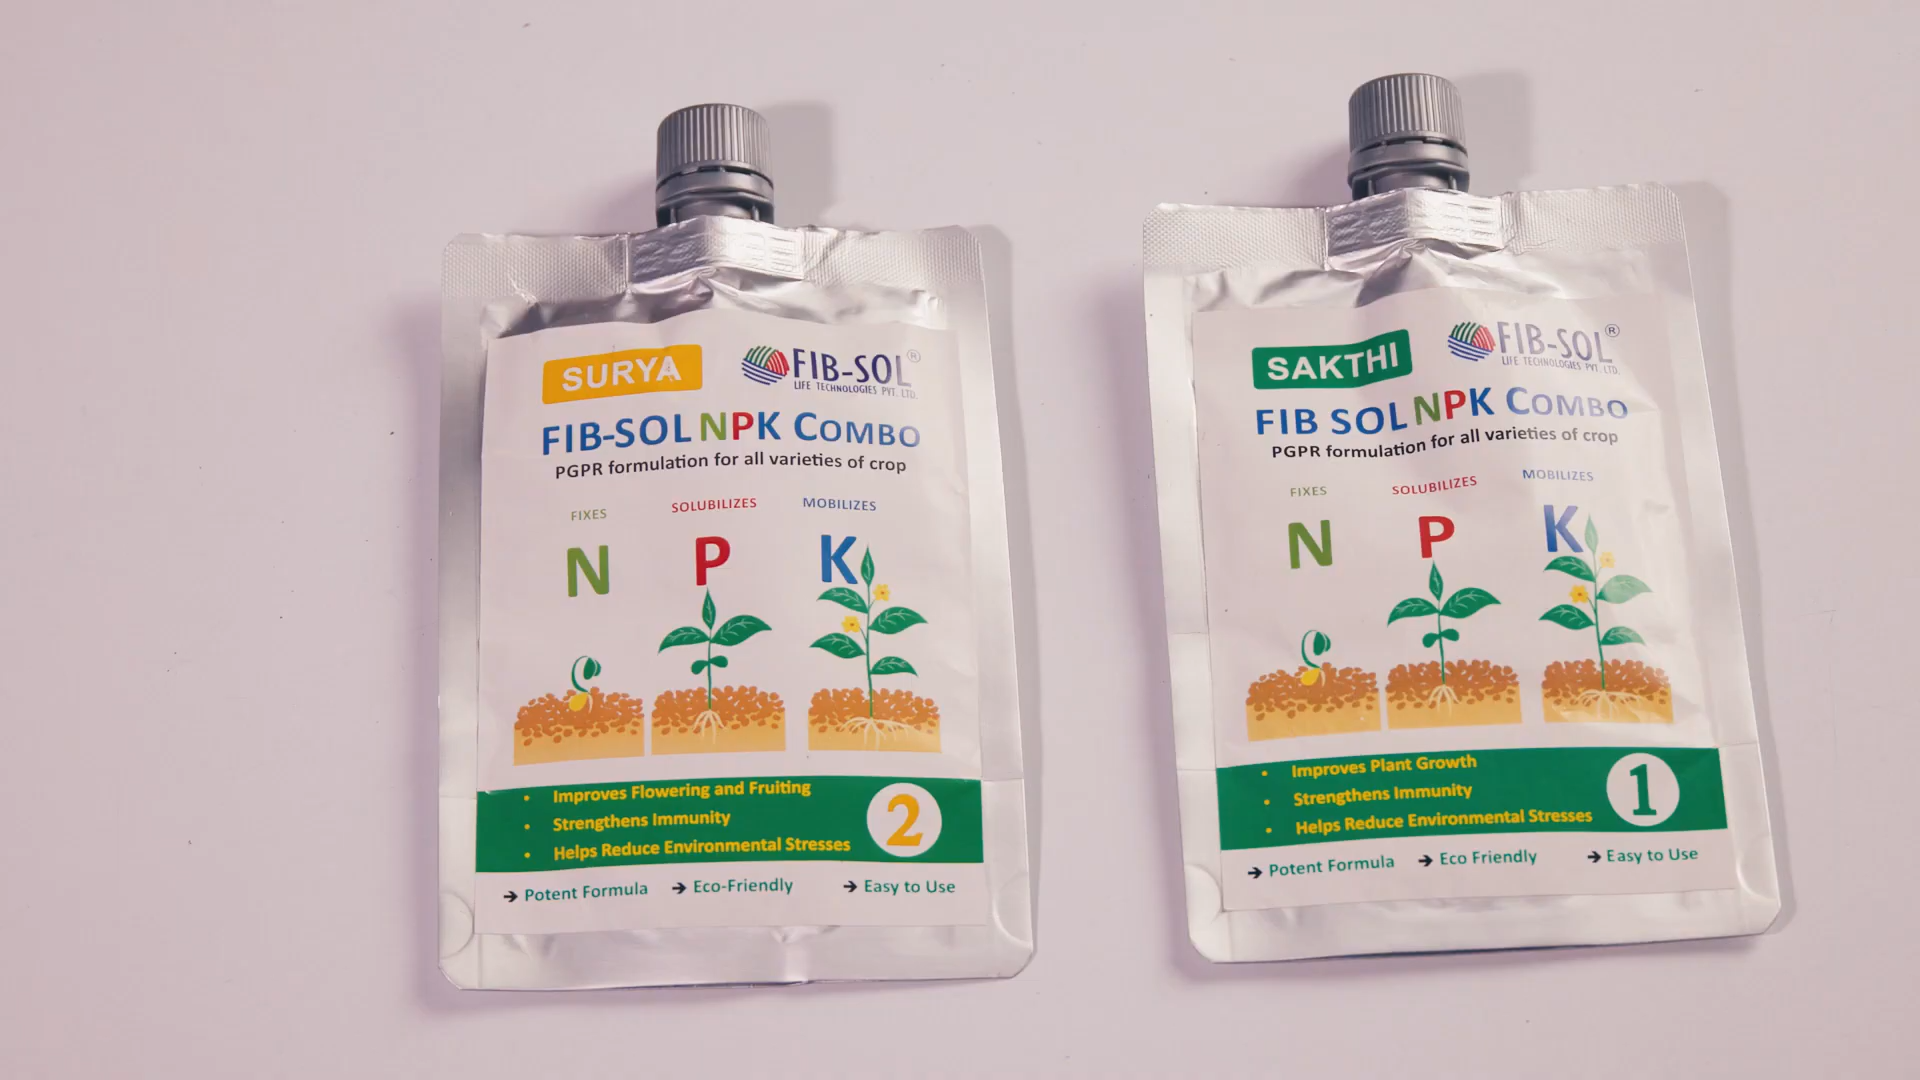 SURYA
FIB-SOL®
LIFE TECHNOLOGIES PVT. LTD.
FIB-SOL NPK COMBO
PGPR formulation for all varieties of crop
FIXES SOLUBILIZES MOBILIZES
N P K
• Improves Flowering and Fruiting
• Strengthens Immunity
• Helps Reduce Environmental Stresses
2
→ Potent Formula → Eco-Friendly → Easy to Use
SAKTHI
FIB-SOL®
LIFE TECHNOLOGIES PVT. LTD.
FIB SOL NPK COMBO
PGPR formulation for all varieties of crop
FIXES SOLUBILIZES MOBILIZES
N P K
• Improves Plant Growth
• Strengthens Immunity
• Helps Reduce Environmental Stresses
1
→ Potent Formula → Eco Friendly → Easy to Use